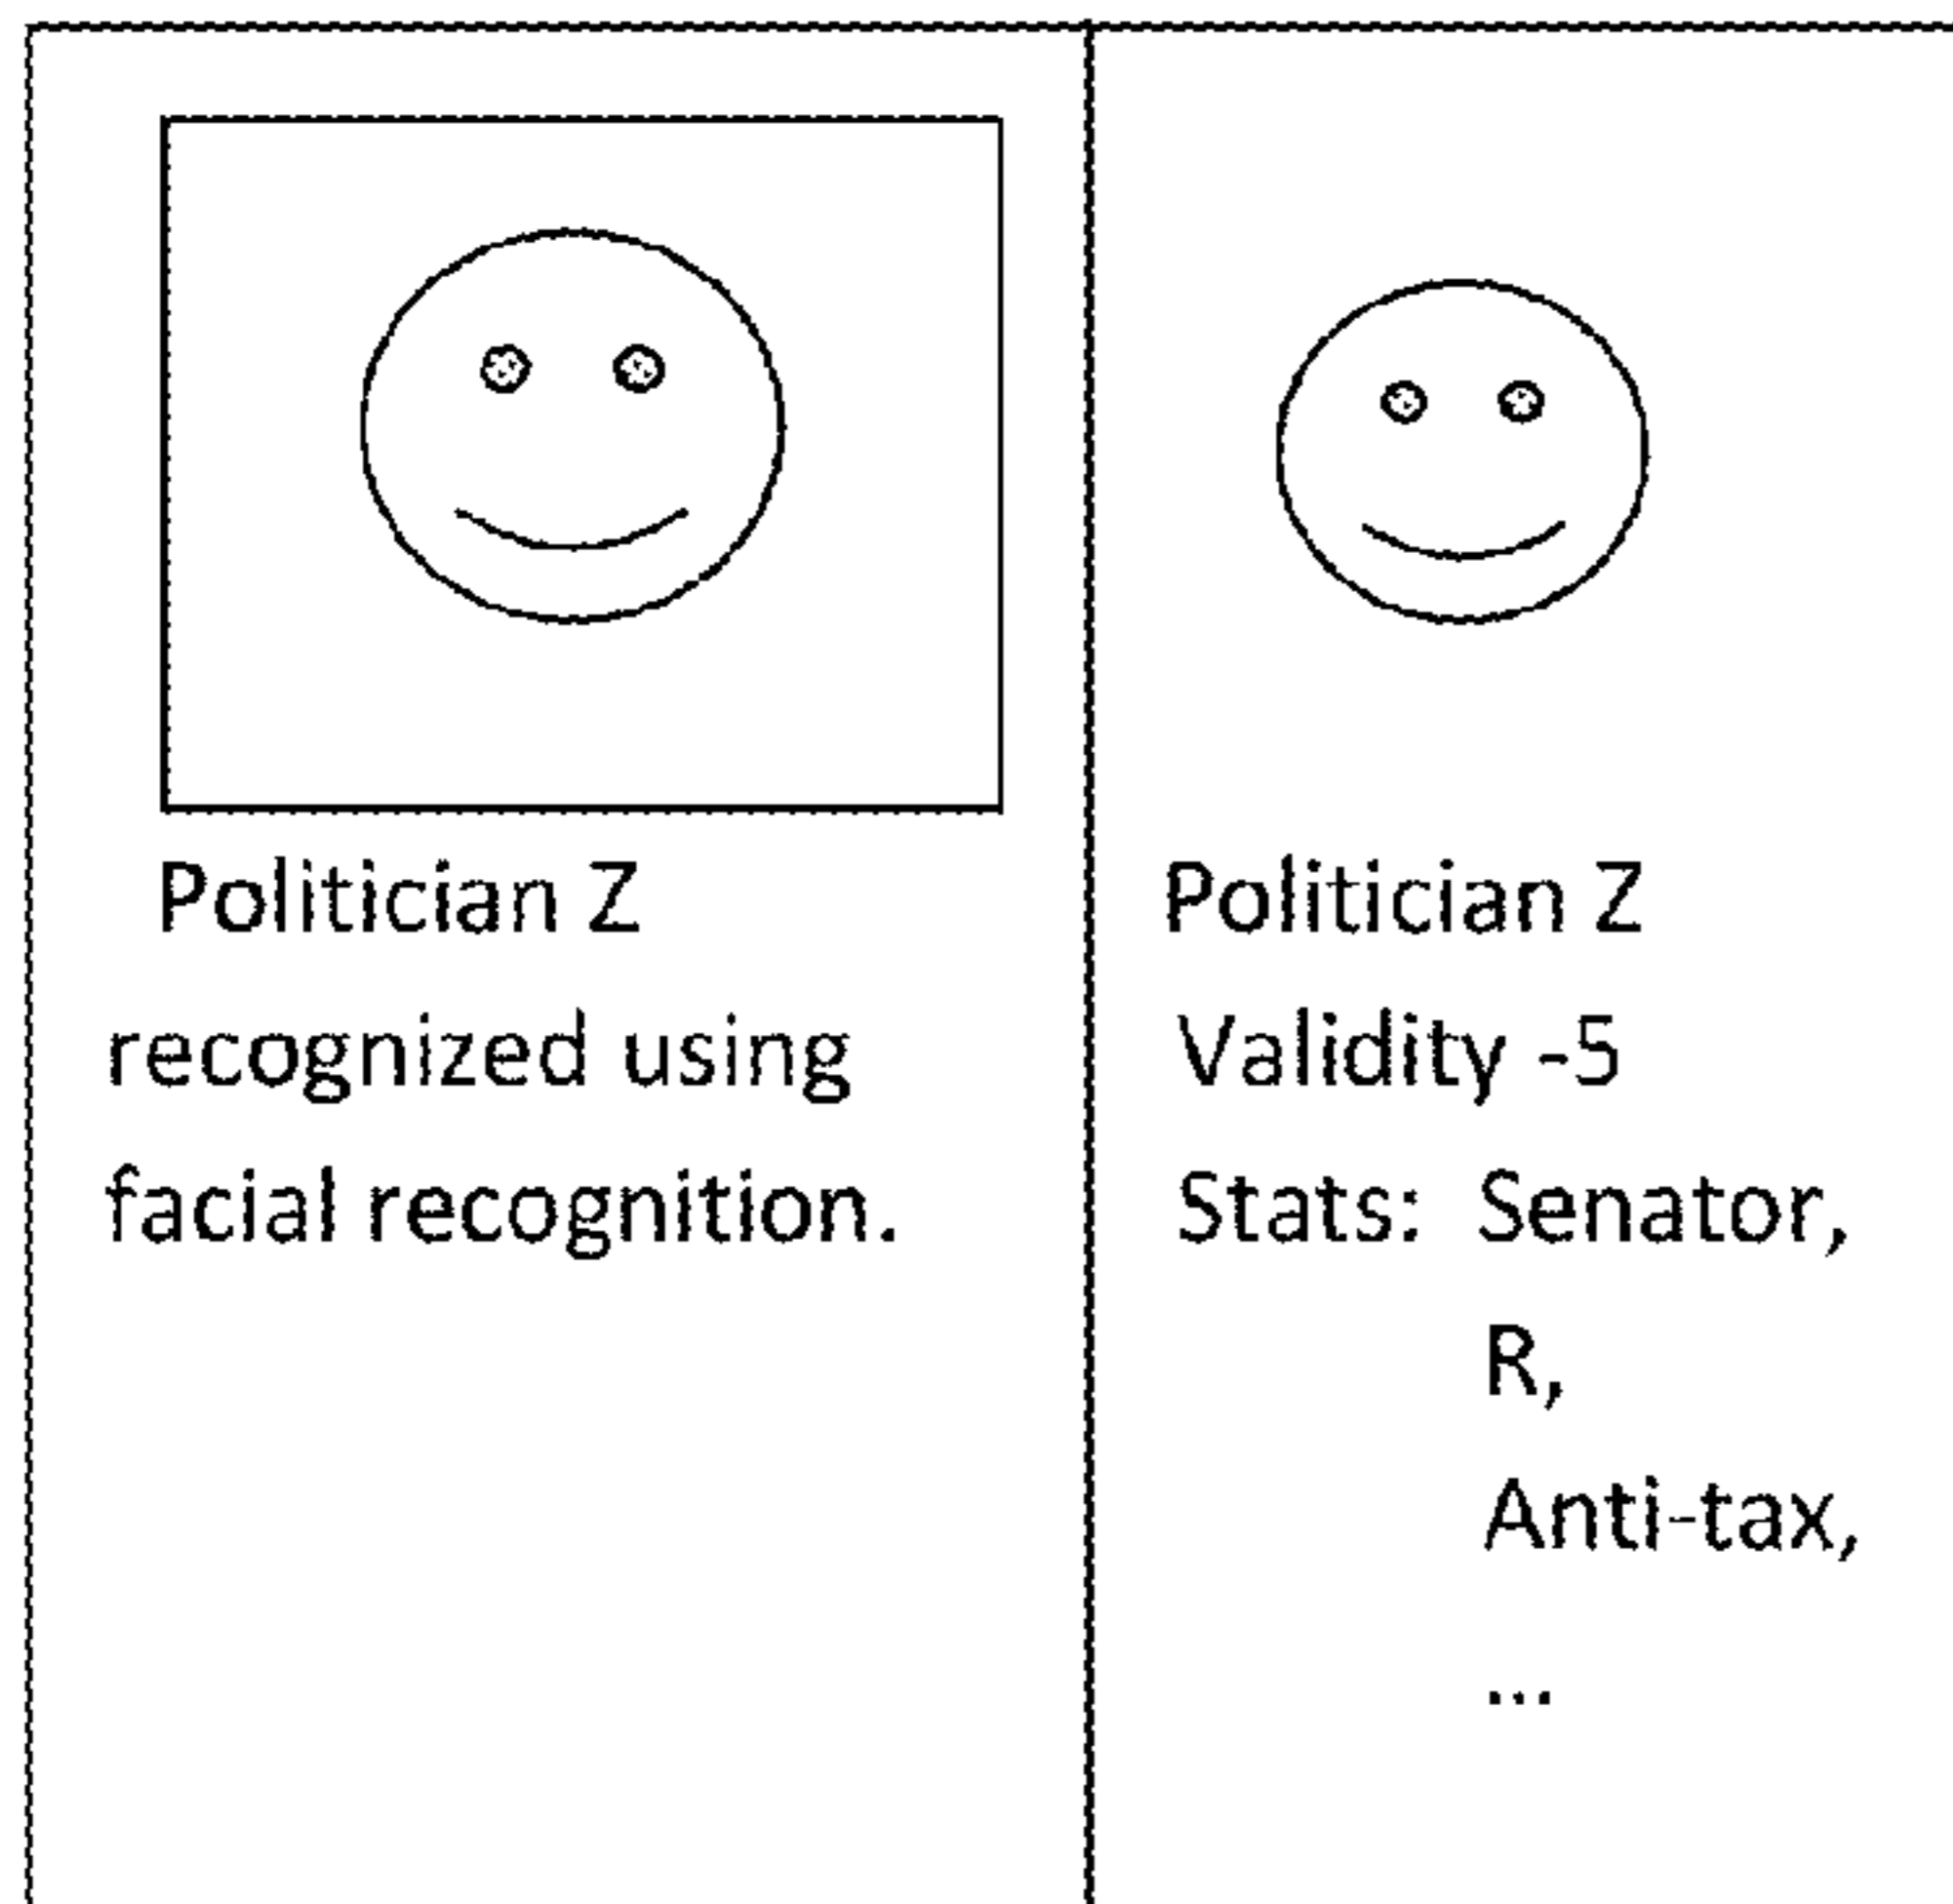 Politician Z
recognized using
facial recognition.
Politician Z
Validity -5
Stats: Senator,
R,
Anti-tax,
...